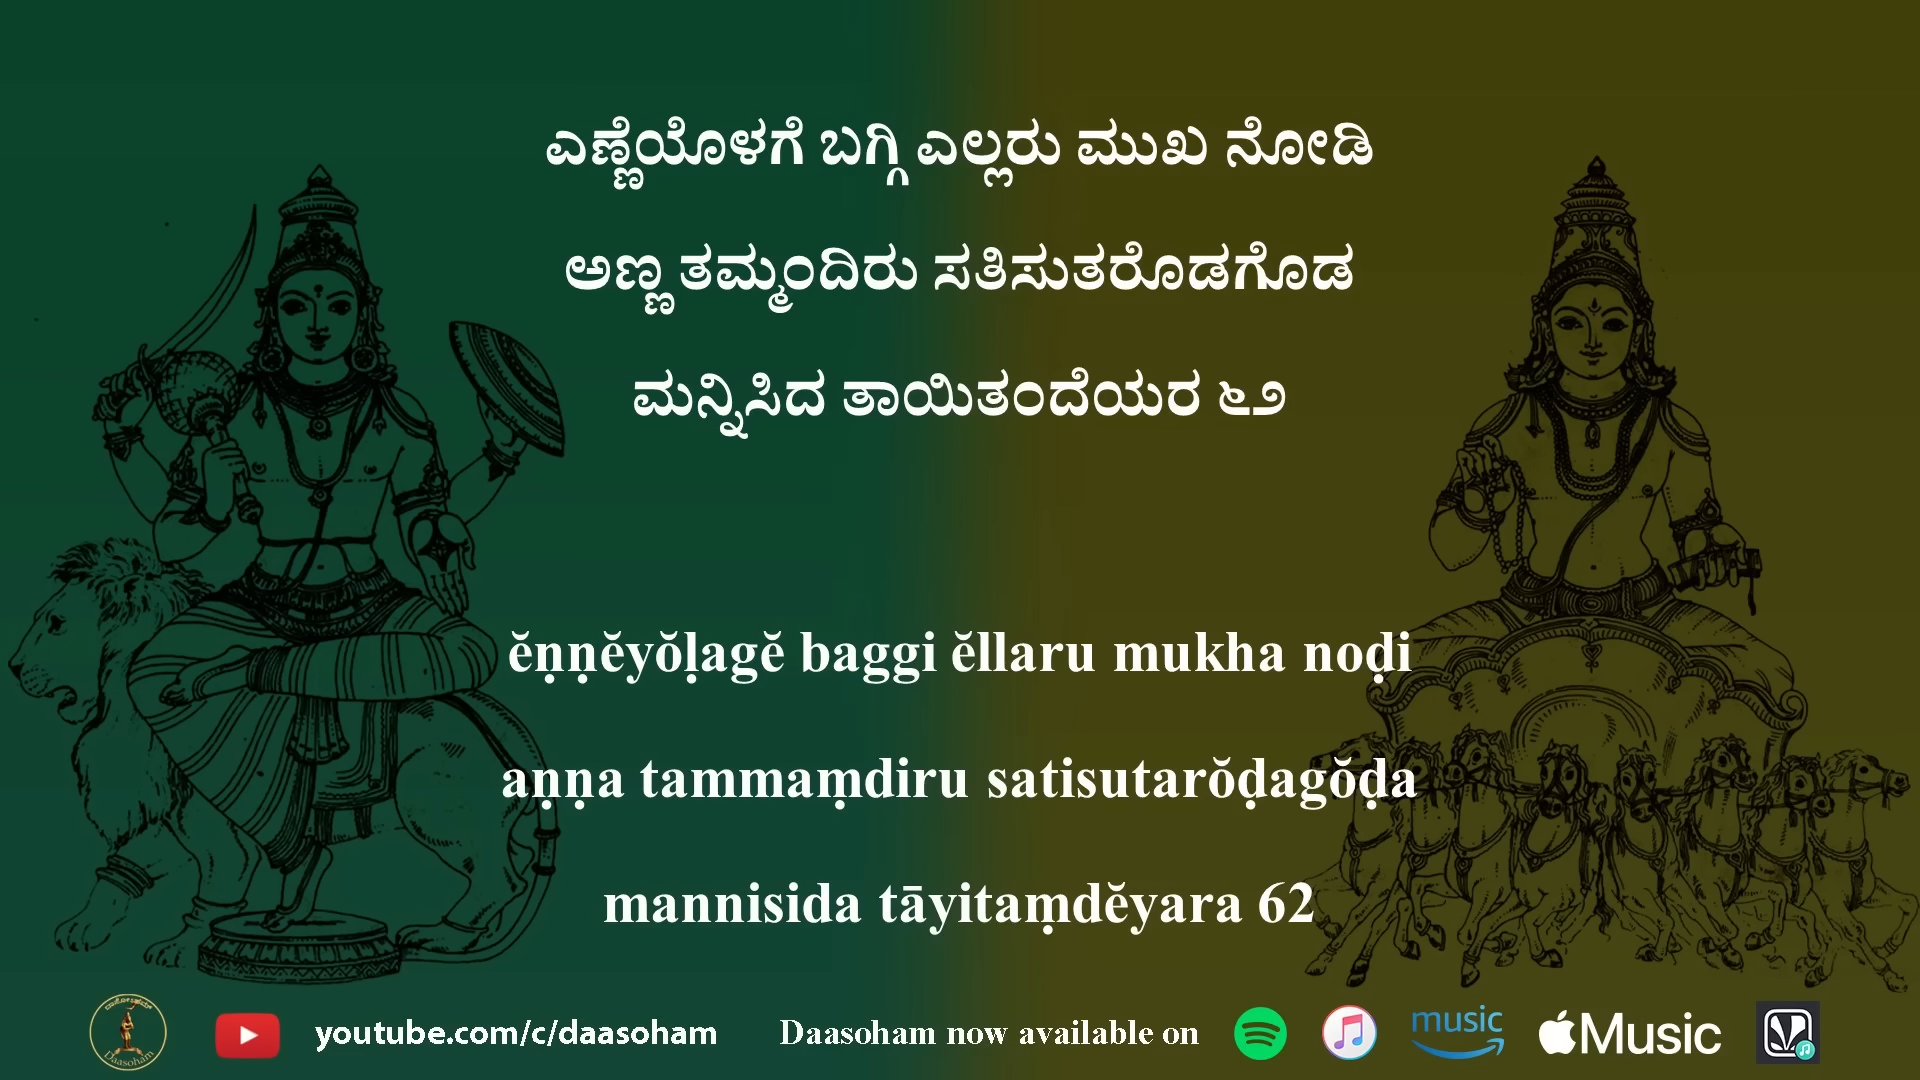 ಎಣ್ಣೆಯೊಳಗೆ ಬಗ್ಗಿ ಎಲ್ಲರು ಮುಖ ನೋಡಿ
ಅಣ್ಣ ತಮ್ಮಂದಿರು ಸತಿಸುತರೊಡಗೊಡ
ಮನ್ನಿಸಿದ ತಾಯಿತಂದೆಯರ ೬೨
ĕṇṇĕyŏḷagĕ baggi ĕllaru mukha noḍi
aṇṇa tammaṃdiru satisutarŏḍagŏḍa
mannisida tāyitaṃdĕyara 62
youtube.com/c/daasoham Daasoham now available on music Music
Daasoham